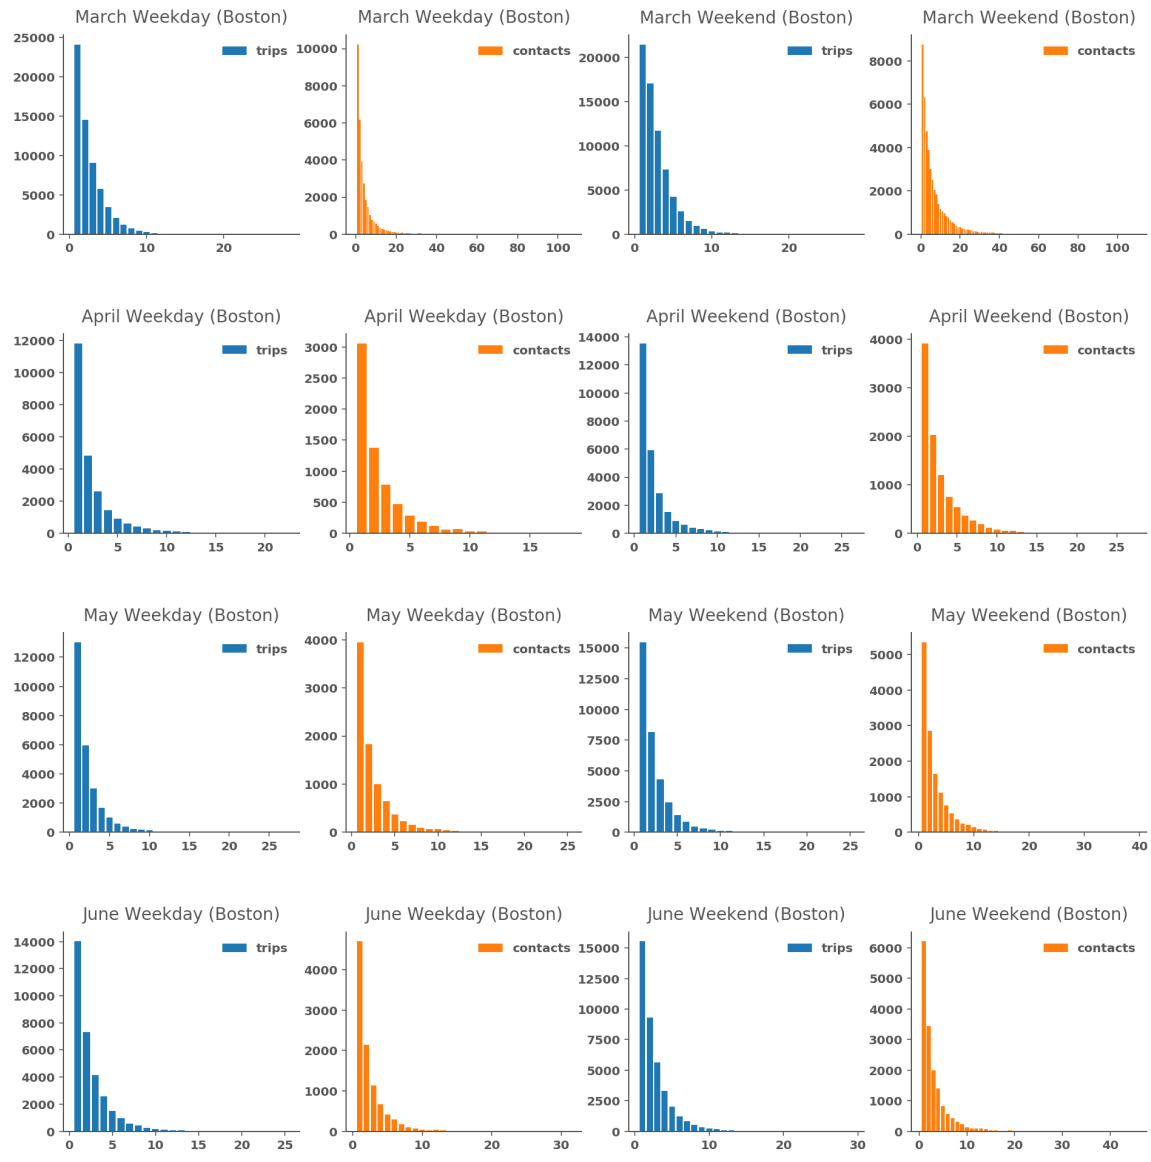 March Weekday (Boston)
25000
20000
15000
10000
5000
0
0 10 20
trips
March Weekday (Boston)
10000
8000
6000
4000
2000
0
0 20 40 60 80 100
contacts
March Weekend (Boston)
20000
15000
10000
5000
0
0 10 20
trips
March Weekend (Boston)
8000
6000
4000
2000
0
0 20 40 60 80 100
contacts
April Weekday (Boston)
12000
10000
8000
6000
4000
2000
0
0 5 10 15 20
trips
April Weekday (Boston)
3000
2500
2000
1500
1000
500
0
0 5 10 15
contacts
April Weekend (Boston)
14000
12000
10000
8000
6000
4000
2000
0
0 5 10 15 20 25
trips
April Weekend (Boston)
4000
3000
2000
1000
0
0 5 10 15 20 25
contacts
May Weekday (Boston)
12000
10000
8000
6000
4000
2000
0
0 5 10 15 20 25
trips
May Weekday (Boston)
4000
3000
2000
1000
0
0 5 10 15 20 25
contacts
May Weekend (Boston)
15000
12500
10000
7500
5000
2500
0
0 5 10 15 20 25
trips
May Weekend (Boston)
5000
4000
3000
2000
1000
0
0 10 20 30 40
contacts
June Weekday (Boston)
14000
12000
10000
8000
6000
4000
2000
0
0 5 10 15 20 25
trips
June Weekday (Boston)
4000
3000
2000
1000
0
0 10 20 30
contacts
June Weekend (Boston)
15000
12500
10000
7500
5000
2500
0
0 10 20 30
trips
June Weekend (Boston)
6000
5000
4000
3000
2000
1000
0
0 10 20 30 40
contacts